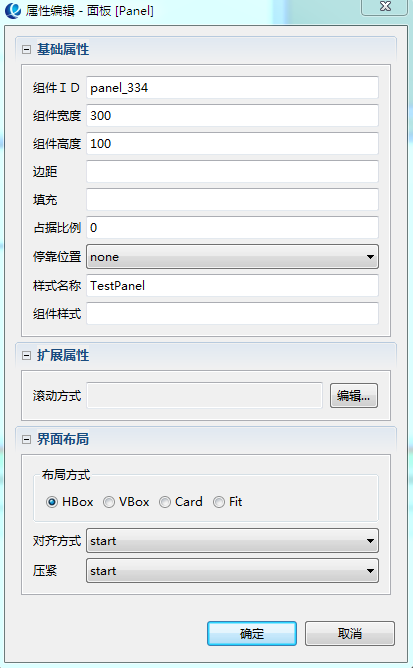 属性编辑 - 面板 [Panel]
基础属性
组件ＩＤ panel_334
组件宽度 300
组件高度 100
边距
填充
占据比例 0
停靠位置 none
样式名称 TestPanel
组件样式
扩展属性
滚动方式 编辑...
界面布局
布局方式
HBox VBox Card Fit
对齐方式 start
压紧 start
确定 取消